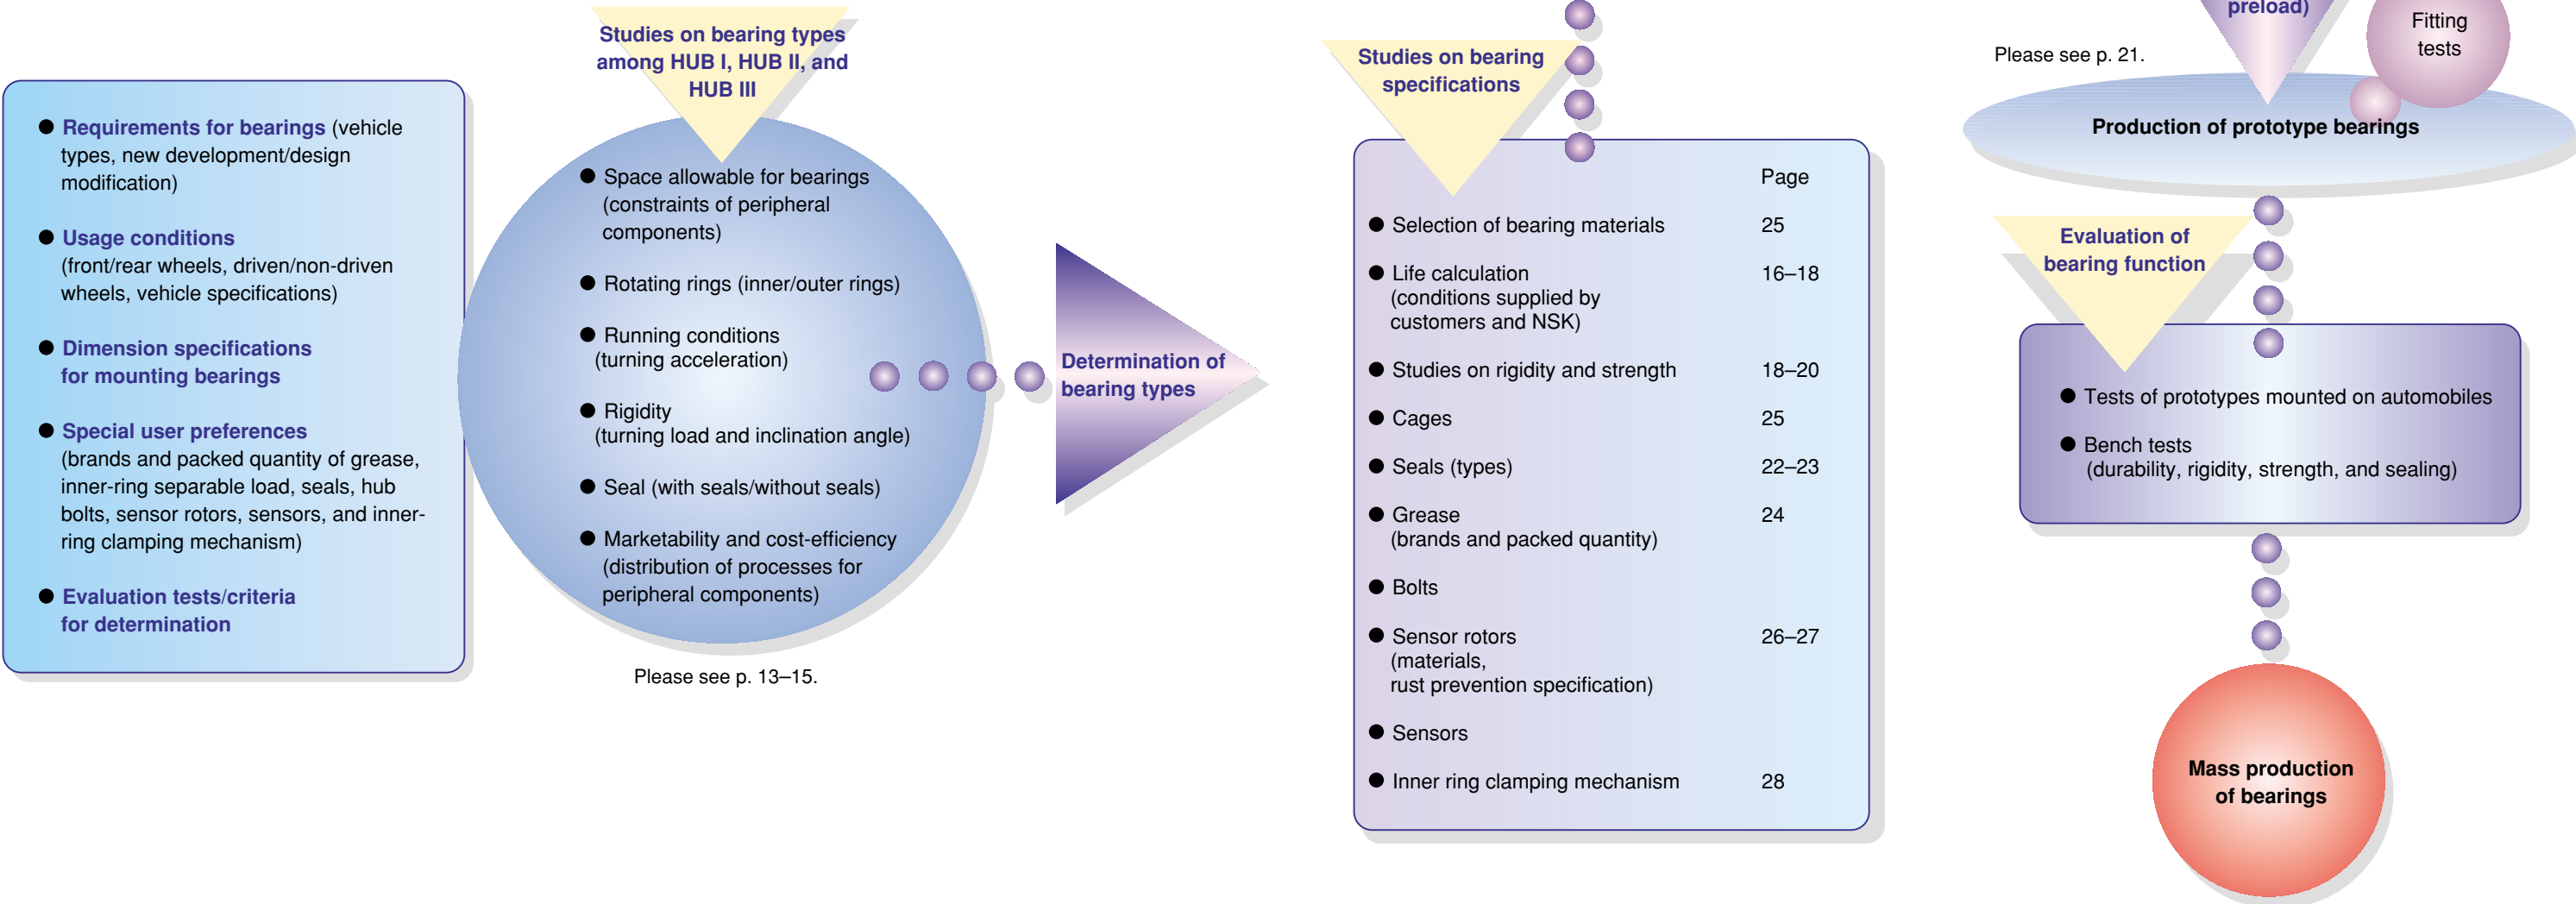 ● Requirements for bearings (vehicle
types, new development/design
modification)
● Usage conditions
(front/rear wheels, driven/non-driven
wheels, vehicle specifications)
● Dimension specifications
for mounting bearings
● Special user preferences
(brands and packed quantity of grease,
inner-ring separable load, seals, hub
bolts, sensor rotors, sensors, and inner-
ring clamping mechanism)
● Evaluation tests/criteria
for determination
Studies on bearing types
among HUB I, HUB II, and
HUB III
● Space allowable for bearings
(constraints of peripheral
components)
● Rotating rings (inner/outer rings)
● Running conditions
(turning acceleration)
● Rigidity
(turning load and inclination angle)
● Seal (with seals/without seals)
● Marketability and cost-efficiency
(distribution of processes for
peripheral components)
Please see p. 13–15.
Determination of
bearing types
Studies on bearing
specifications
Page
● Selection of bearing materials 25
● Life calculation 16–18
(conditions supplied by
customers and NSK)
● Studies on rigidity and strength 18–20
● Cages 25
● Seals (types) 22–23
● Grease 24
(brands and packed quantity)
● Bolts
● Sensor rotors 26–27
(materials,
rust prevention specification)
● Sensors
● Inner ring clamping mechanism 28
preload)
Fitting
tests
Please see p. 21.
Production of prototype bearings
Evaluation of
bearing function
● Tests of prototypes mounted on automobiles
● Bench tests
(durability, rigidity, strength, and sealing)
Mass production
of bearings